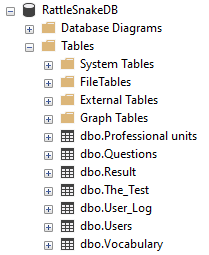 RattleSnakeDB
Database Diagrams
Tables
System Tables
FileTables
External Tables
Graph Tables
dbo.Professional units
dbo.Questions
dbo.Result
dbo.The_Test
dbo.User_Log
dbo.Users
dbo.Vocabulary